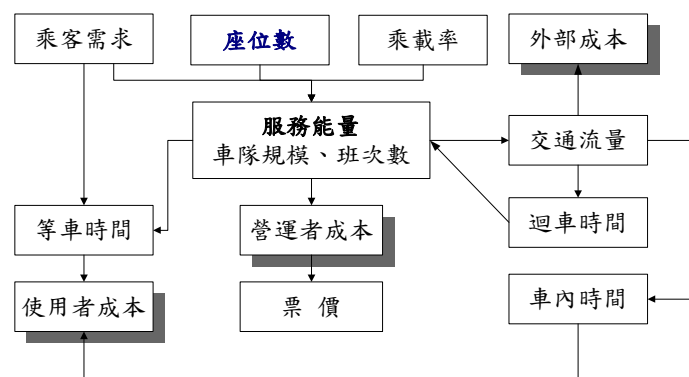 乘客需求
座位數
乘載率
外部成本
服務能量
車隊規模、班次數
交通流量
等車時間
營運者成本
迴車時間
使用者成本
票 價
車內時間